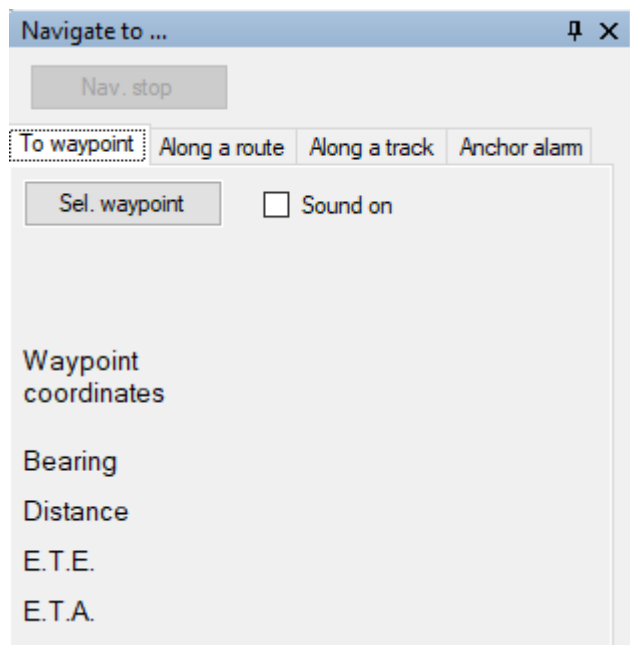 Navigate to ...
Nav. stop
To waypoint Along a route Along a track Anchor alarm
Sel. waypoint Sound on
Waypoint
coordinates
Bearing
Distance
E.T.E.
E.T.A.